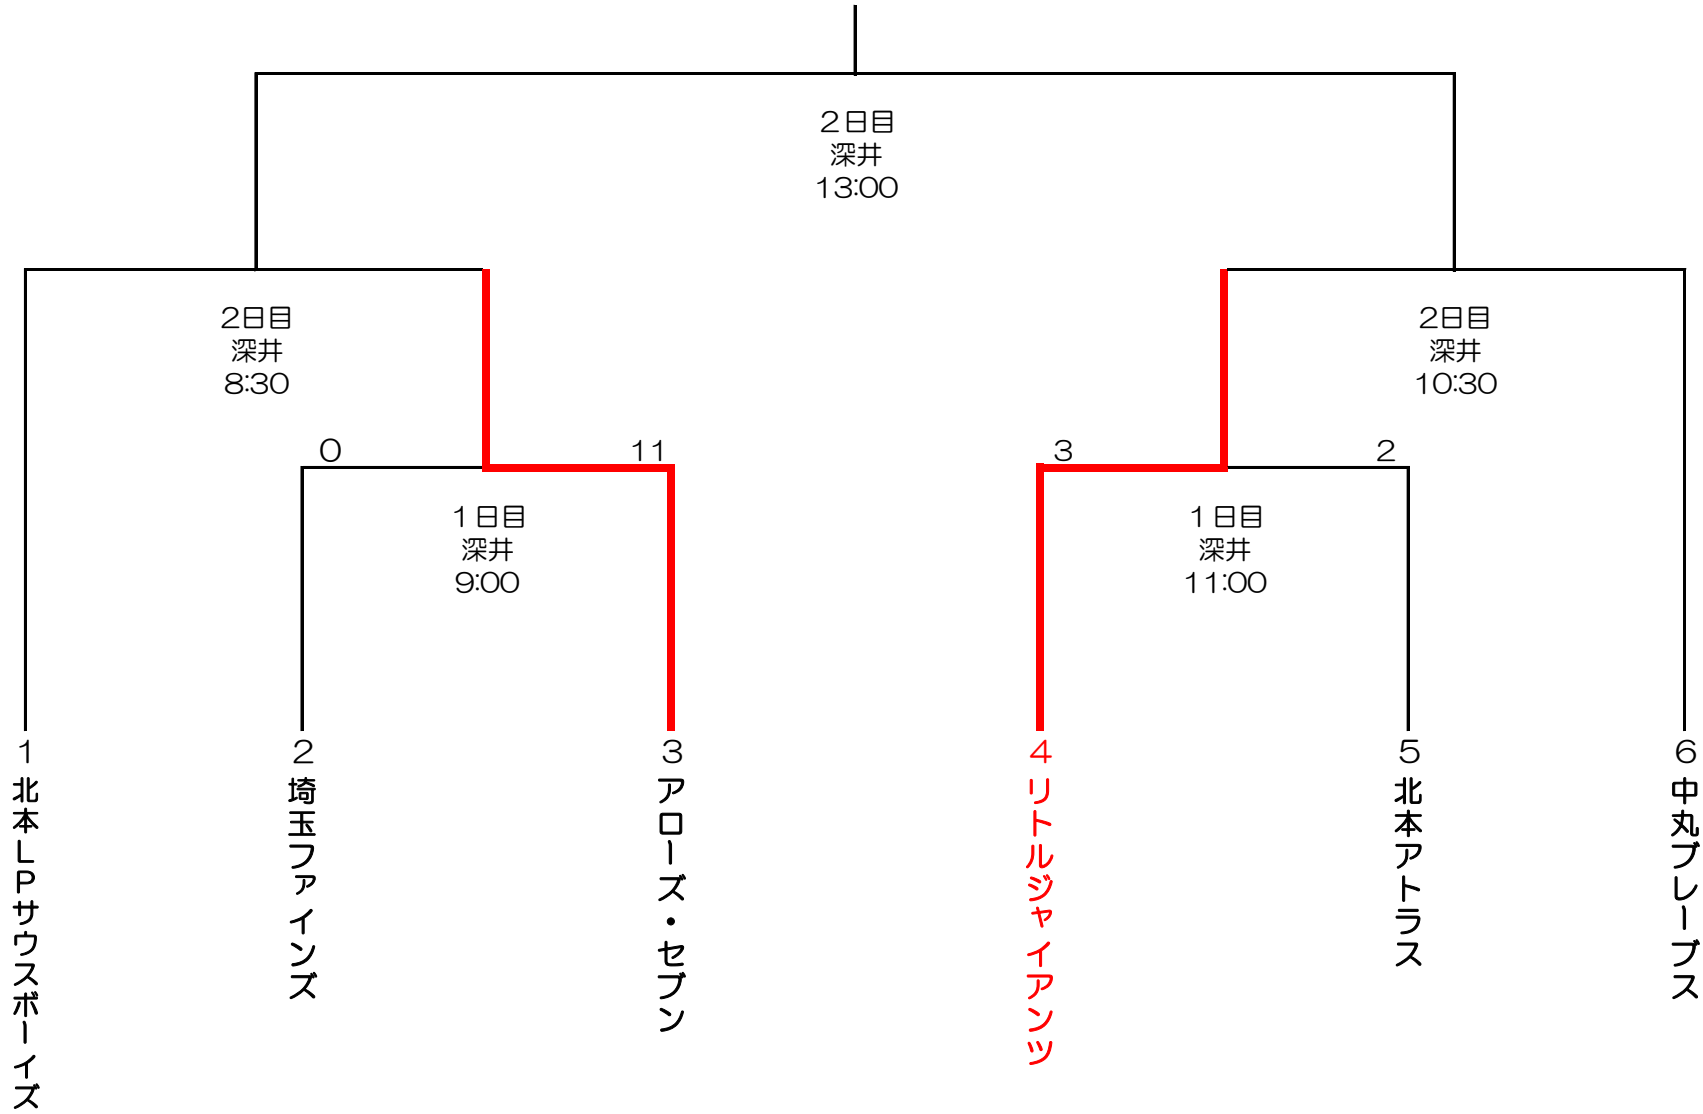 ２日目
深井
13:00
２日目
深井
8:30
２日目
深井
10:30
0
11
3
2
１日目
深井
9:00
１日目
深井
11:00
1
2
3
4
5
6
北本ＬＰサウスボーイズ
埼玉ファインズ
アローズ・セブン
リトルジャイアンツ
北本アトラス
中丸ブレーブス